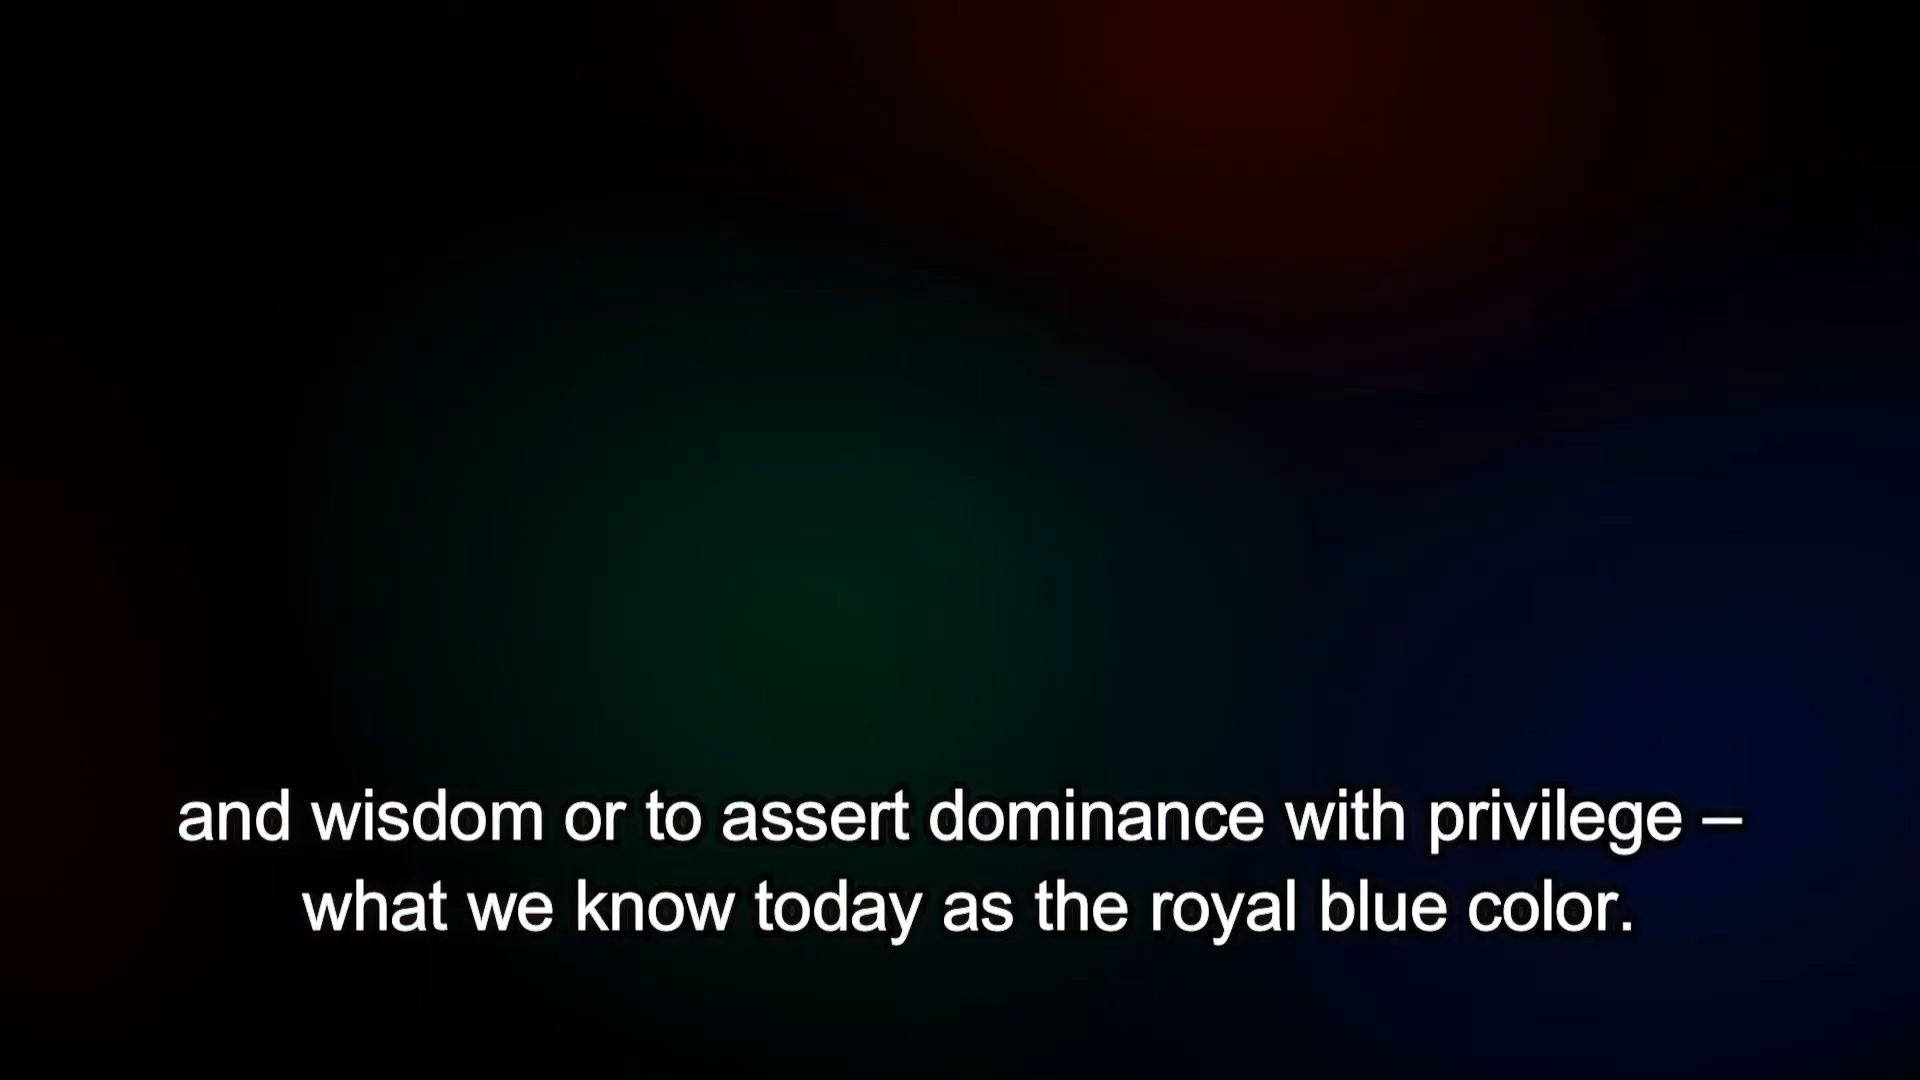 and wisdom or to assert dominance with privilege –
what we know today as the royal blue color.